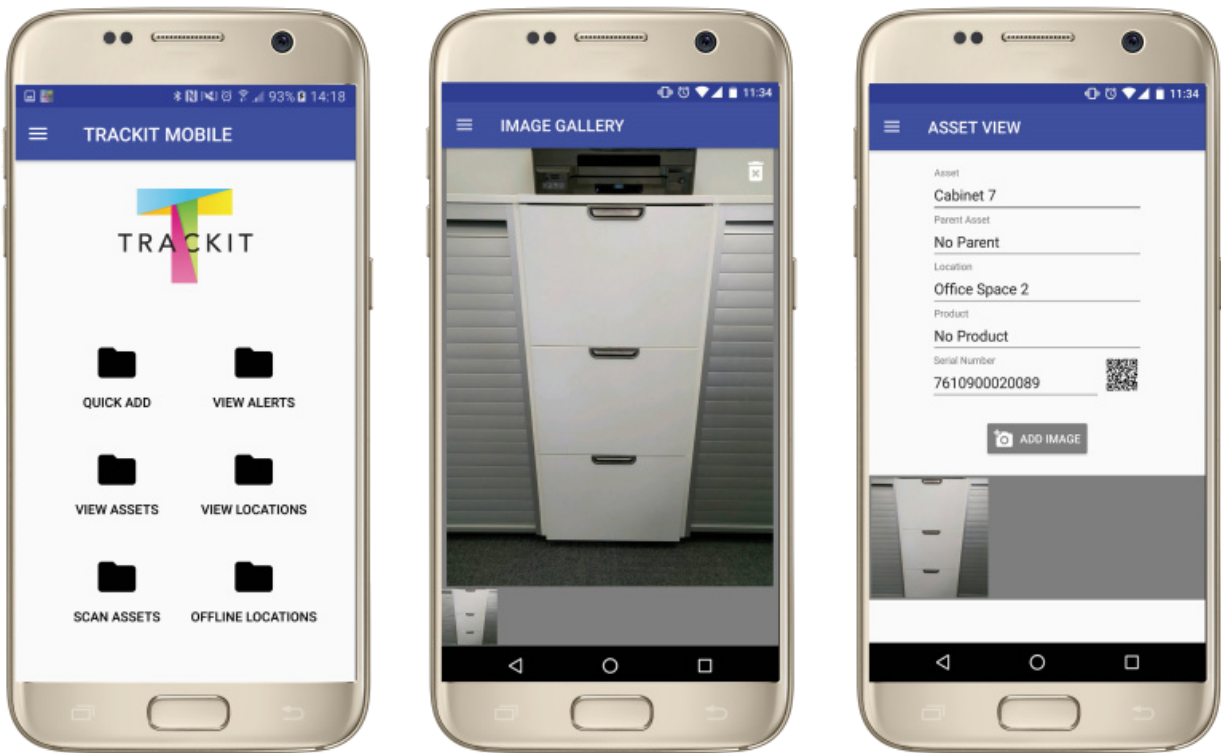 93% 14:18
TRACKIT MOBILE
TRACKIT
QUICK ADD
VIEW ALERTS
VIEW ASSETS
VIEW LOCATIONS
SCAN ASSETS
OFFLINE LOCATIONS
11:34
IMAGE GALLERY
11:34
ASSET VIEW
Asset
Cabinet 7
Parent Asset
No Parent
Location
Office Space 2
Product
No Product
Serial Number
7610900020089
ADD IMAGE